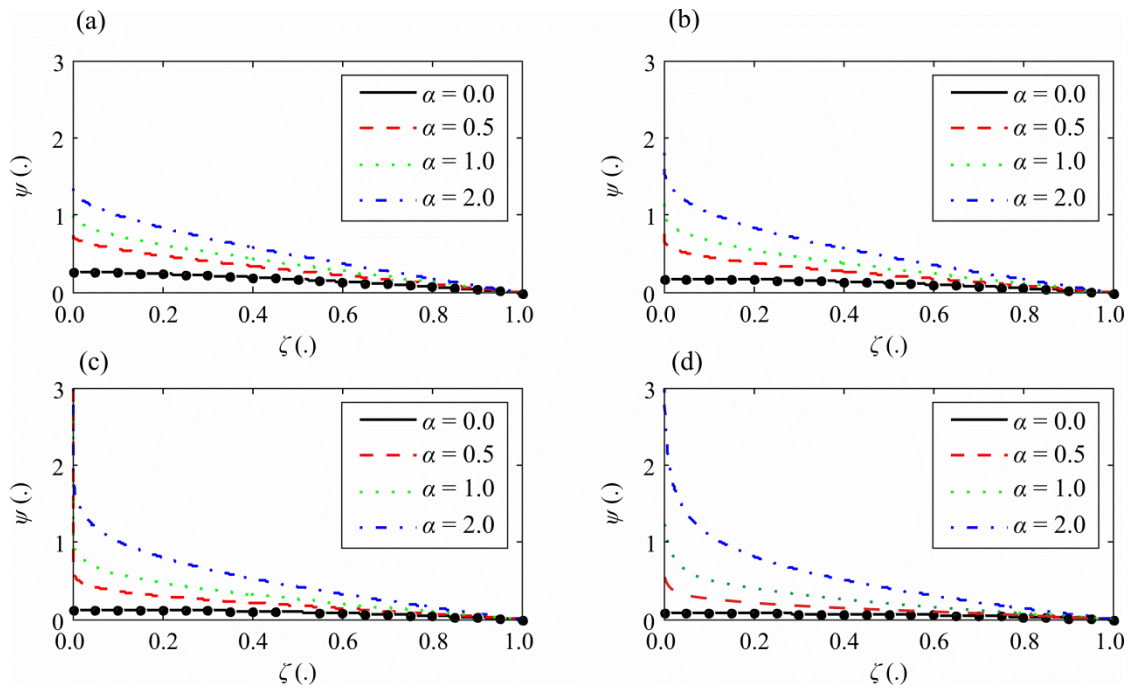 (a)
3
2
1
0
ψ (.)
α = 0.0
α = 0.5
α = 1.0
α = 2.0
0.0 0.2 0.4 0.6 0.8 1.0
ζ (.)
(b)
3
2
1
0
ψ (.)
α = 0.0
α = 0.5
α = 1.0
α = 2.0
0.0 0.2 0.4 0.6 0.8 1.0
ζ (.)
(c)
3
2
1
0
ψ (.)
α = 0.0
α = 0.5
α = 1.0
α = 2.0
0.0 0.2 0.4 0.6 0.8 1.0
ζ (.)
(d)
3
2
1
0
ψ (.)
α = 0.0
α = 0.5
α = 1.0
α = 2.0
0.0 0.2 0.4 0.6 0.8 1.0
ζ (.)